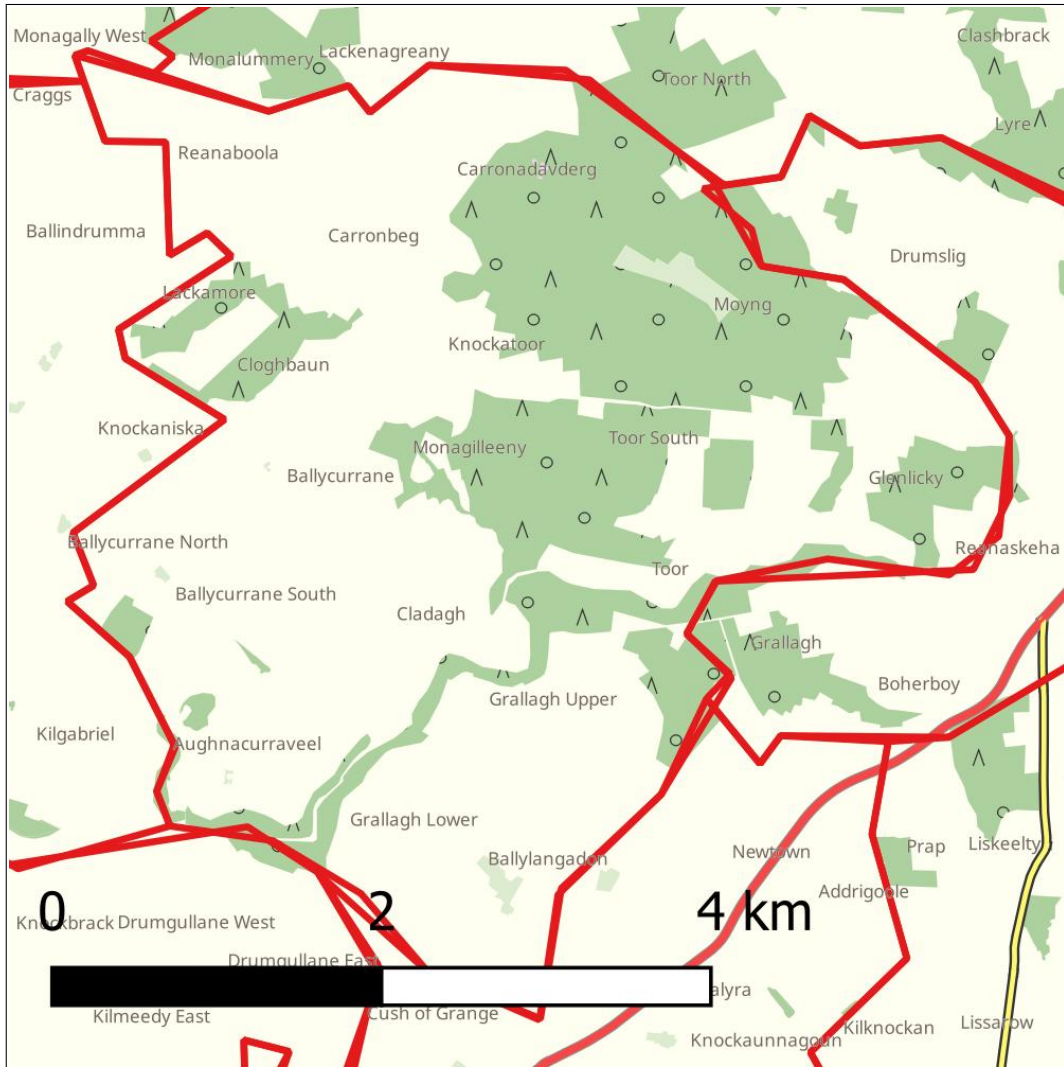 Monagally West
Clashbrack
Monalummery
Lackenagreany
Toor North
Craggs
Lyre
Reanaboola
Carronadavderg
Ballindrumma
Carronbeg
Drumslig
Lackamore
Moyng
Knockatoor
Cloghbaun
Knockaniska
Toor South
Monagilleeny
Ballycurrane
Glenlicky
Ballycurrane North
Reanaskeha
Toor
Ballycurrane South
Cladagh
Grallagh
Boherboy
Grallagh Upper
Kilgabriel
Aughnacurraveel
Grallagh Lower
Newtown
Prap
Liskeelty
Ballylangadon
Addrigoole
0 2 4 km
Knockbrack
Drumgullane West
Drumgullane East
alyra
Kilmeedy East
Cush of Grange
Kilknockan
Lissarow
Knockaunnagoun